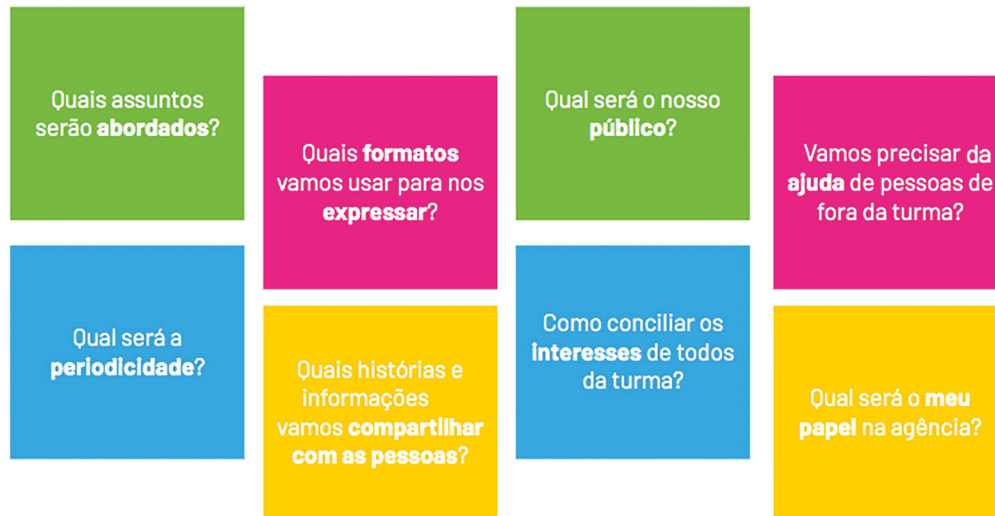 Quais assuntos
serão abordados?
Quais formatos
vamos usar para nos
expressar?
Qual será o nosso
público?
Vamos precisar da
ajuda de pessoas de
fora da turma?
Qual será a
periodicidade?
Quais histórias e
informações
vamos compartilhar
com as pessoas?
Como conciliar os
interesses de todos
da turma?
Qual será o meu
papel na agência?